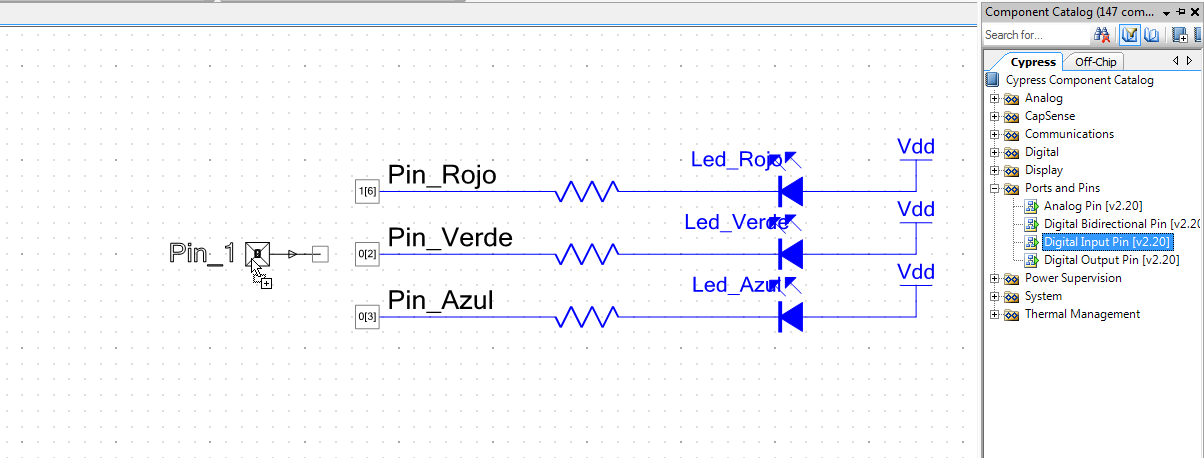 Component Catalog (147 com...
Search for...
Cypress
Off-Chip
Cypress Component Catalog
Analog
CapSense
Communications
Digital
Display
Ports and Pins
Analog Pin [v2.20]
Digital Bidirectional Pin [v2.20
Digital Input Pin [v2.20]
Digital Output Pin [v2.20]
Power Supervision
System
Thermal Management
Vdd
Led_Rojo
Pin_Rojo
1[6]
Vdd
Led_Verde
Pin_Verde
Pin_1
0[2]
Vdd
Led_Azul
Pin_Azul
0[3]